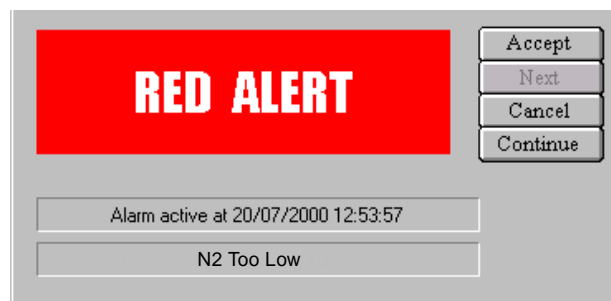 RED ALERT
Accept
Next
Cancel
Continue
Alarm active at 20/07/2000 12:53:57
N2 Too Low